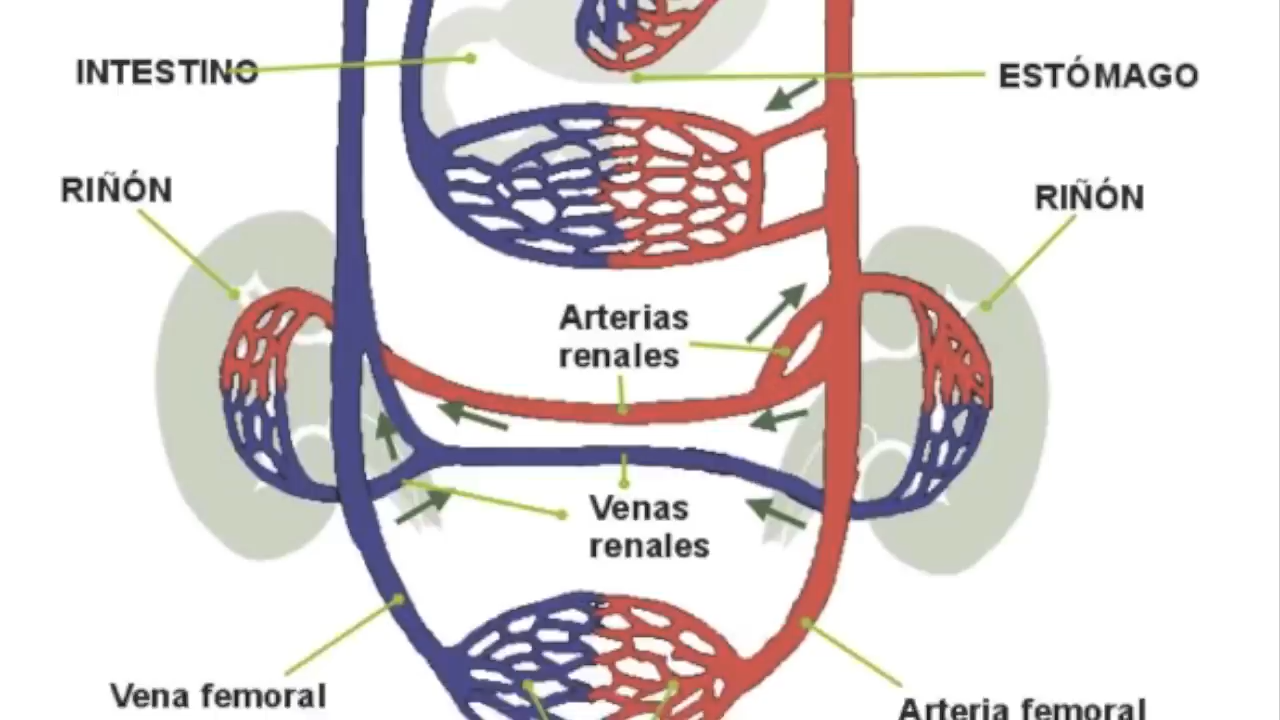 INTESTINO
ESTÓMAGO
RIÑÓN
RIÑÓN
Arterias
renales
Venas
renales
Vena femoral
Arteria femoral